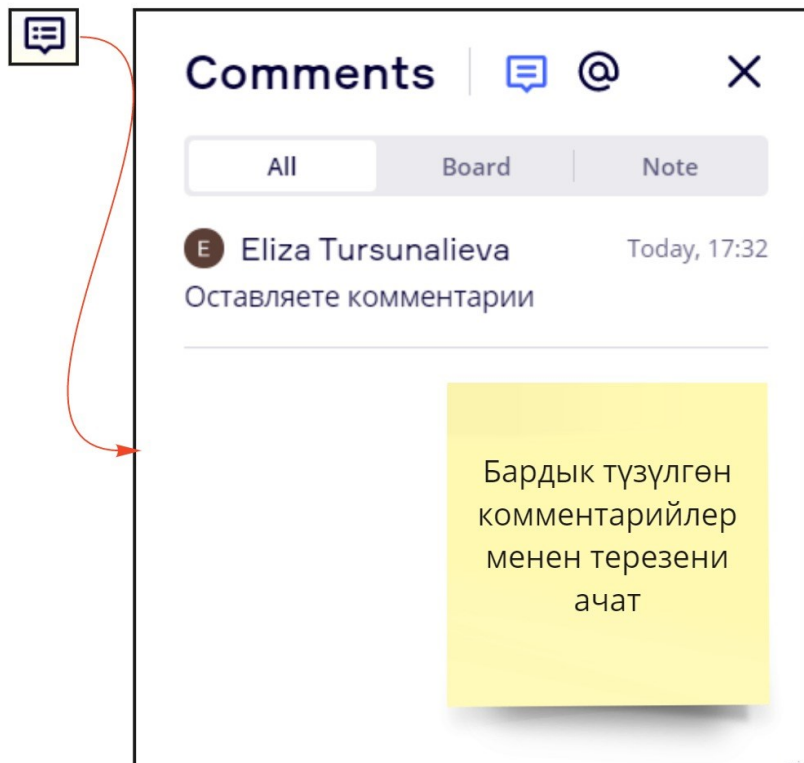 Comments @
All Board Note
E Eliza Tursunalieva Today, 17:32
Оставляете комментарии
Бардык түзүлгөн
комментарийлер
менен терезени
ачат